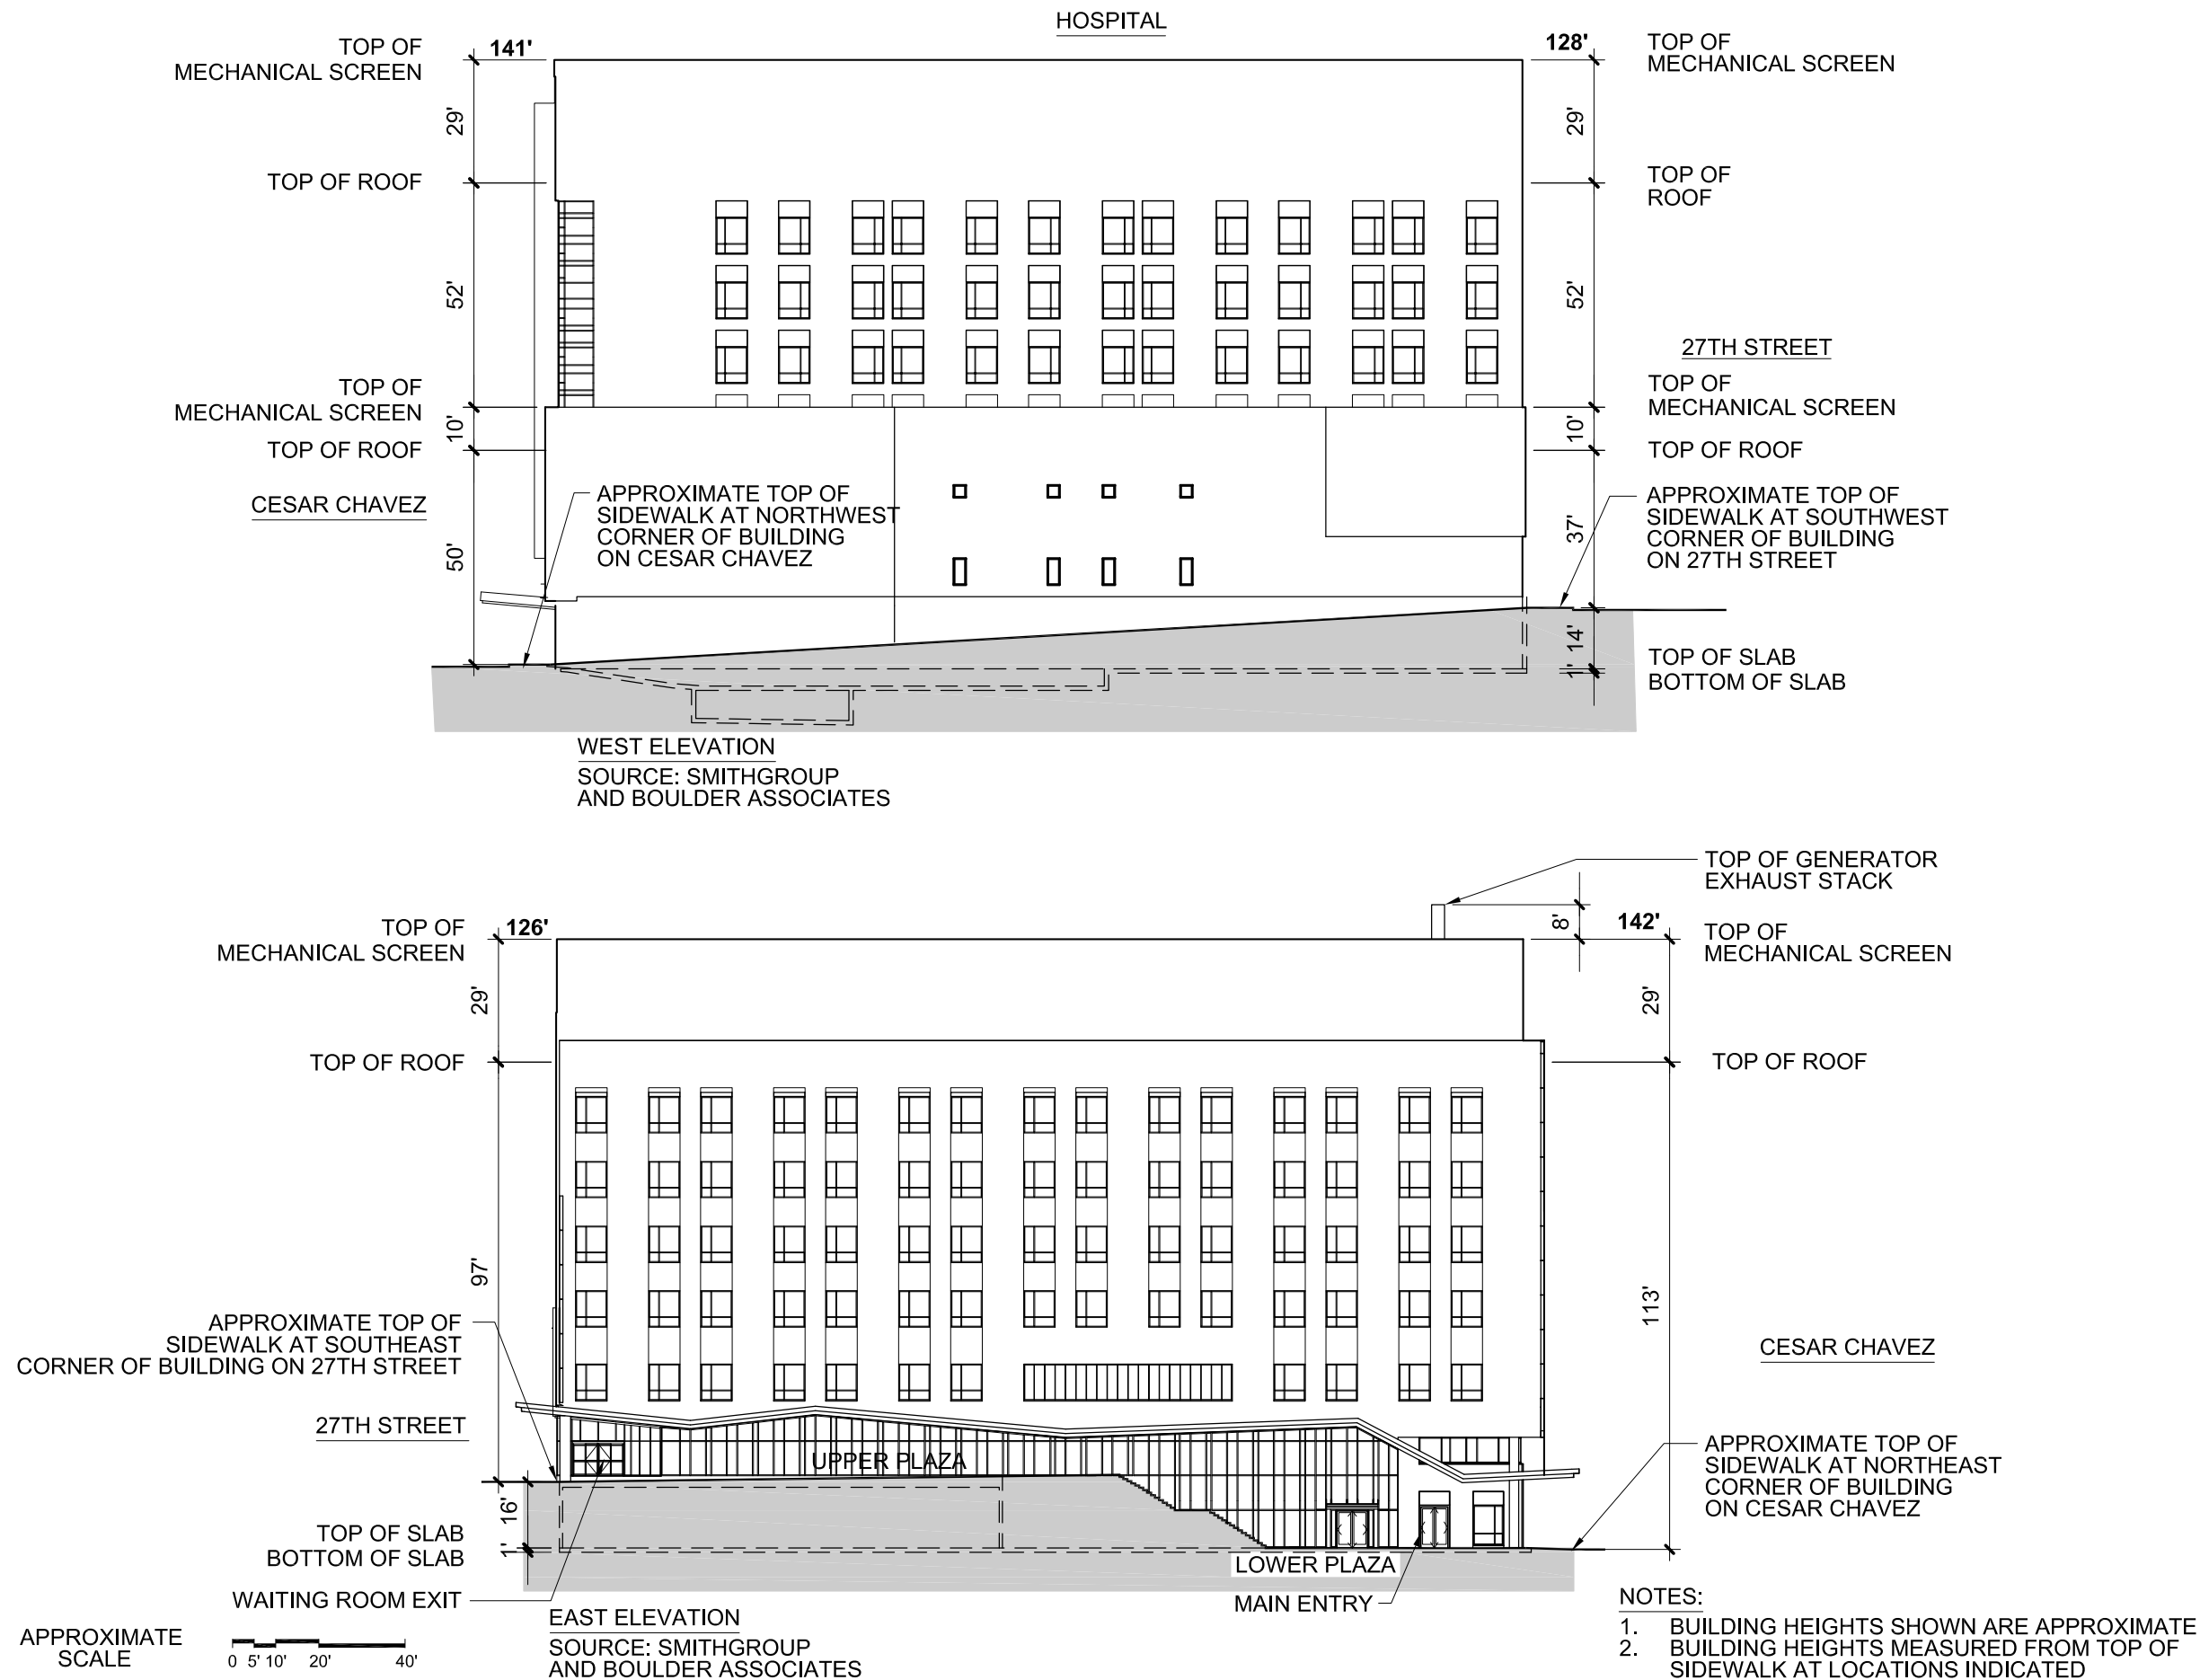 HOSPITAL
TOP OF
MECHANICAL SCREEN
141'
128'
TOP OF
MECHANICAL SCREEN
29'
29'
TOP OF ROOF
TOP OF
ROOF
52'
52'
27TH STREET
TOP OF
MECHANICAL SCREEN
TOP OF
MECHANICAL SCREEN
10'
10'
TOP OF ROOF
TOP OF ROOF
CESAR CHAVEZ
APPROXIMATE TOP OF
SIDEWALK AT NORTHWEST
CORNER OF BUILDING
ON CESAR CHAVEZ
APPROXIMATE TOP OF
SIDEWALK AT SOUTHWEST
CORNER OF BUILDING
ON 27TH STREET
50'
37'
14'
1'
TOP OF SLAB
BOTTOM OF SLAB
WEST ELEVATION
SOURCE: SMITHGROUP
AND BOULDER ASSOCIATES
TOP OF GENERATOR
EXHAUST STACK
8'
TOP OF
MECHANICAL SCREEN
126'
142'
TOP OF
MECHANICAL SCREEN
29'
29'
TOP OF ROOF
TOP OF ROOF
97'
113'
APPROXIMATE TOP OF
SIDEWALK AT SOUTHEAST
CORNER OF BUILDING ON 27TH STREET
CESAR CHAVEZ
27TH STREET
UPPER PLAZA
APPROXIMATE TOP OF
SIDEWALK AT NORTHEAST
CORNER OF BUILDING
ON CESAR CHAVEZ
16'
1'
TOP OF SLAB
BOTTOM OF SLAB
LOWER PLAZA
WAITING ROOM EXIT
MAIN ENTRY
EAST ELEVATION
SOURCE: SMITHGROUP
AND BOULDER ASSOCIATES
APPROXIMATE
SCALE
0 5' 10' 20' 40'
NOTES:
1. BUILDING HEIGHTS SHOWN ARE APPROXIMATE
2. BUILDING HEIGHTS MEASURED FROM TOP OF
SIDEWALK AT LOCATIONS INDICATED